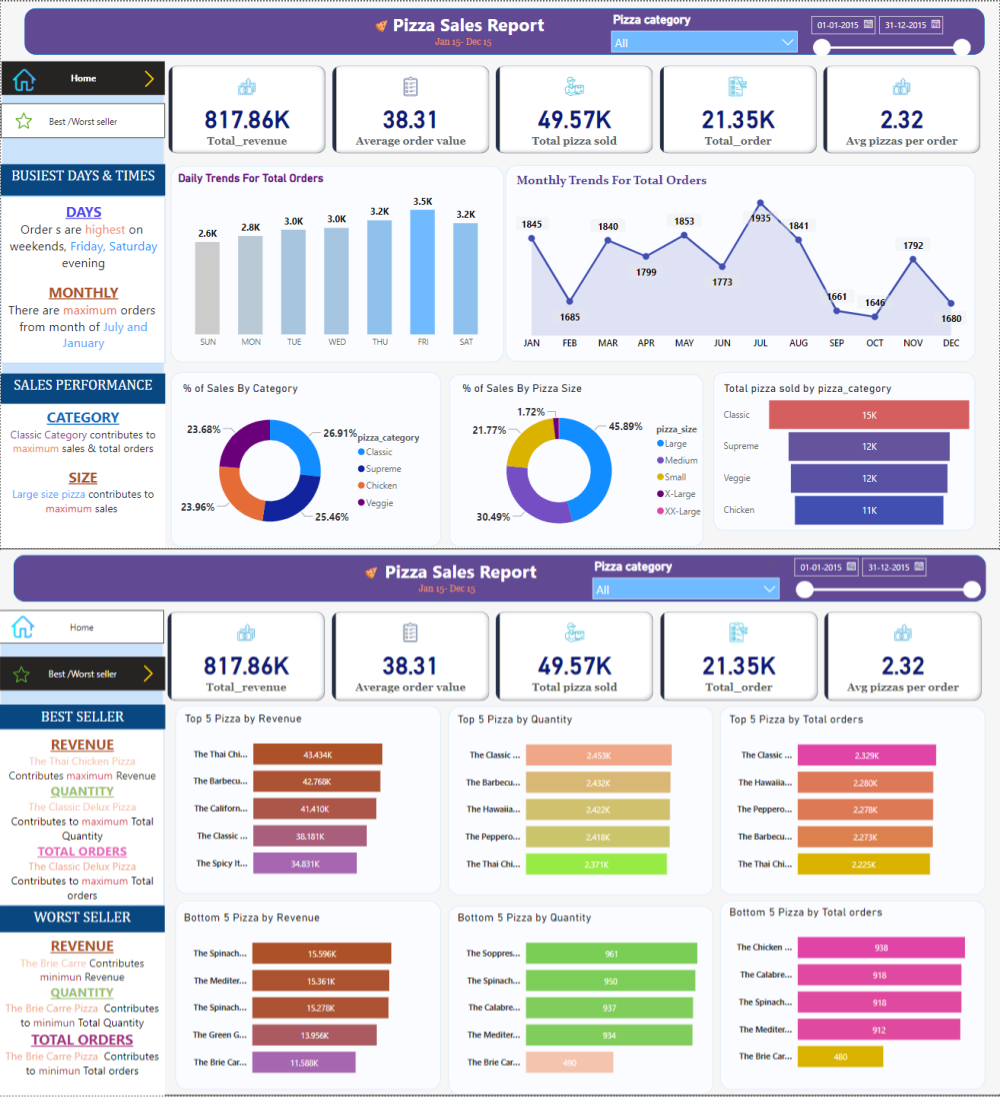 Pizza Sales Report
Jan 15- Dec 15
Pizza category
All
01-01-2015
31-12-2015
Home
Best /Worst seller
817.86K
Total_revenue
38.31
Average order value
49.57K
Total pizza sold
21.35K
Total_order
2.32
Avg pizzas per order
BUSIEST DAYS & TIMES
DAYS
Order s are highest on
weekends, Friday, Saturday
evening
MONTHLY
There are maximum orders
from month of July and
January
Daily Trends For Total Orders
2.6K
2.8K
3.0K
3.0K
3.2K
3.5K
3.2K
SUN
MON
TUE
WED
THU
FRI
SAT
Monthly Trends For Total Orders
1845
1685
1840
1799
1853
1773
1935
1841
1661
1646
1792
1680
JAN
FEB
MAR
APR
MAY
JUN
JUL
AUG
SEP
OCT
NOV
DEC
SALES PERFORMANCE
CATEGORY
Classic Category contributes to
maximum sales & total orders
SIZE
Large size pizza contributes to
maximum sales
% of Sales By Category
23.68%
26.91%
23.96%
25.46%
pizza_category
Classic
Supreme
Chicken
Veggie
% of Sales By Pizza Size
1.72%
21.77%
45.89%
30.49%
pizza_size
Large
Medium
Small
X-Large
XX-Large
Total pizza sold by pizza_category
Classic
15K
Supreme
12K
Veggie
12K
Chicken
11K
Pizza Sales Report
Jan 15- Dec 15
Pizza category
All
01-01-2015
31-12-2015
Home
Best /Worst seller
817.86K
Total_revenue
38.31
Average order value
49.57K
Total pizza sold
21.35K
Total_order
2.32
Avg pizzas per order
BEST SELLER
REVENUE
The Thai Chicken Pizza
Contributes maximum Revenue
QUANTITY
The Classic Delux Pizza
Contributes to maximum Total
Quantity
TOTAL ORDERS
The Classic Delux Pizza
Contributes to maximum Total
orders
Top 5 Pizza by Revenue
The Thai Chi...
43.434K
The Barbecu...
42.768K
The Californ...
41.410K
The Classic ...
38.181K
The Spicy It...
34.831K
Top 5 Pizza by Quantity
The Classic ...
2.453K
The Barbecu...
2.432K
The Hawaiia...
2.422K
The Peppero...
2.418K
The Thai Chi...
2.371K
Top 5 Pizza by Total orders
The Classic ...
2.329K
The Hawaiia...
2.280K
The Peppero...
2.278K
The Barbecu...
2.273K
The Thai Chi...
2.225K
WORST SELLER
REVENUE
The Brie Carre Contributes
minimun Revenue
QUANTITY
The Brie Carre Pizza Contributes
to minimun Total Quantity
TOTAL ORDERS
The Brie Carre Pizza Contributes
to minimun Total orders
Bottom 5 Pizza by Revenue
The Spinach...
15.596K
The Mediter...
15.361K
The Spinach...
15.278K
The Green G...
13.956K
The Brie Car...
11.588K
Bottom 5 Pizza by Quantity
The Soppres...
961
The Spinach...
950
The Calabre...
937
The Mediter...
934
The Brie Car...
490
Bottom 5 Pizza by Total orders
The Chicken ...
938
The Calabre...
918
The Spinach...
918
The Mediter...
912
The Brie Car...
480